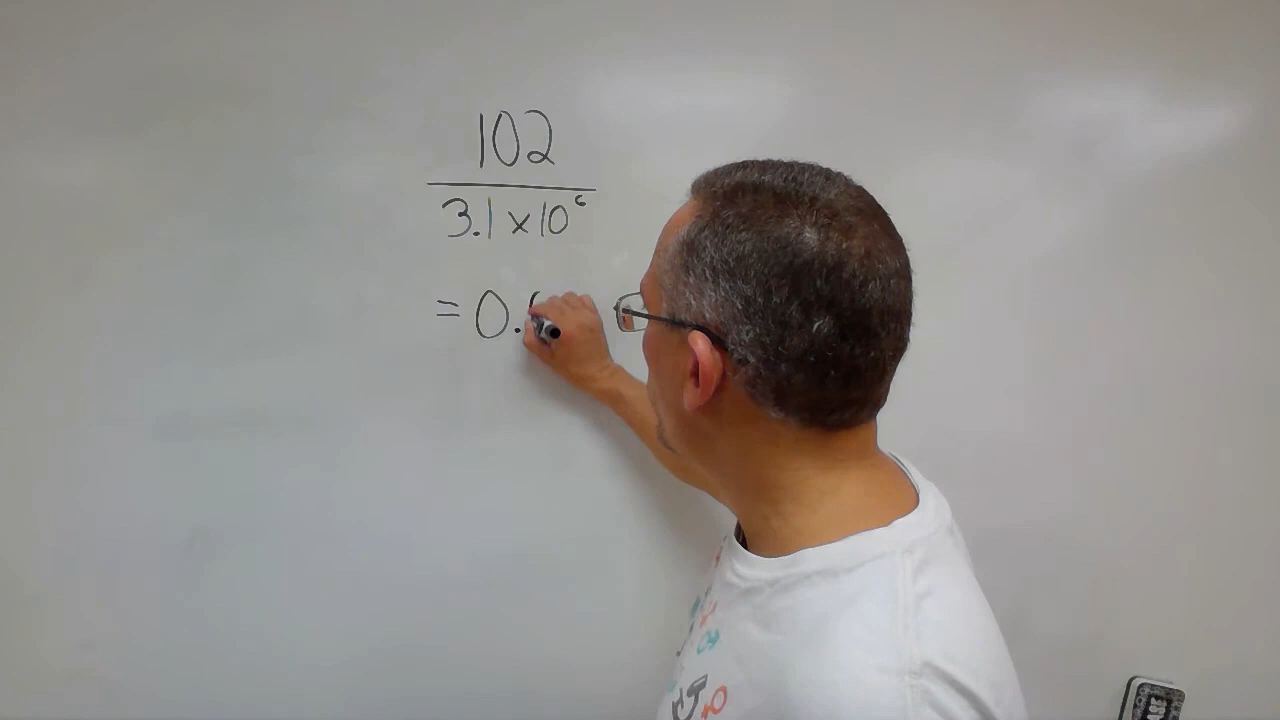 102
3.1 x 10⁶
= 0.